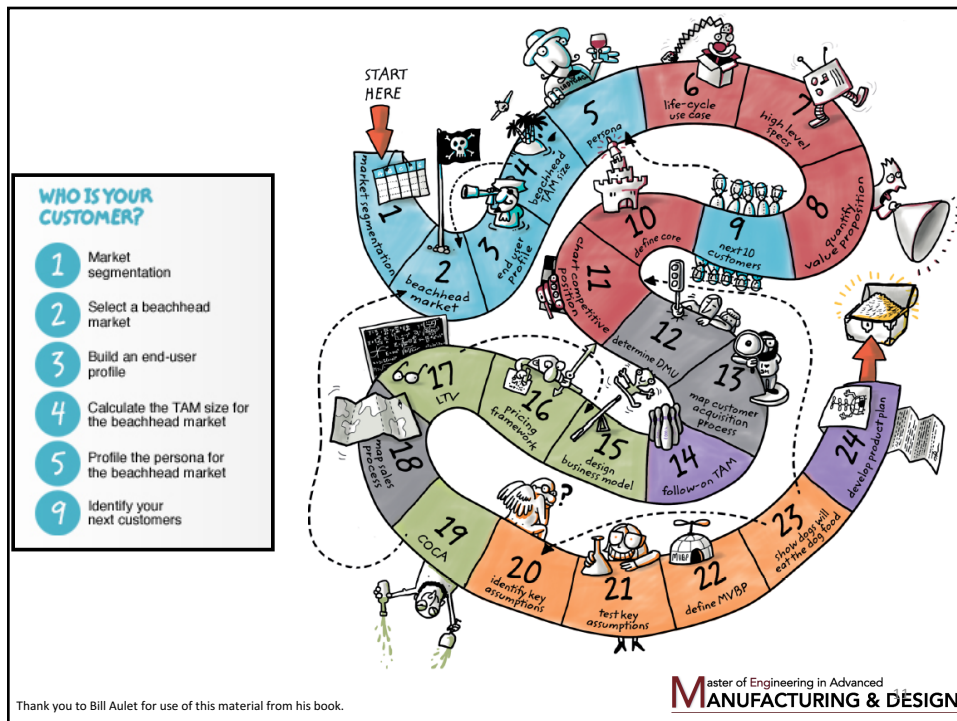 START
HERE
WHO IS YOUR
CUSTOMER?
1 Market
segmentation
2 Select a beachhead
market
3 Build an end-user
profile
4 Calculate the TAM size for
the beachhead market
5 Profile the persona for
the beachhead market
9 Identify your
next customers
1
market segmentation
2
beachhead
market
3
end user
profile
4
beachhead
TAM size
5
persona
6
life-cycle
use case
7
high level
specs
8
quantify
value proposition
9
next 10
customers
10
define core
11
chart competitive
position
12
determine DMU
13
map customer
acquisition
process
14
follow-on TAM
15
design
business model
16
pricing
framework
17
LTV
18
map sales
process
19
COCA
20
identify key
assumptions
?
21
test key
assumptions
22
define MVBP
MVBP
23
show dogs will
eat the dog food
24
develop product plan
Thank you to Bill Aulet for use of this material from his book.
Master of Engineering in Advanced
MANUFACTURING & DESIGN
11